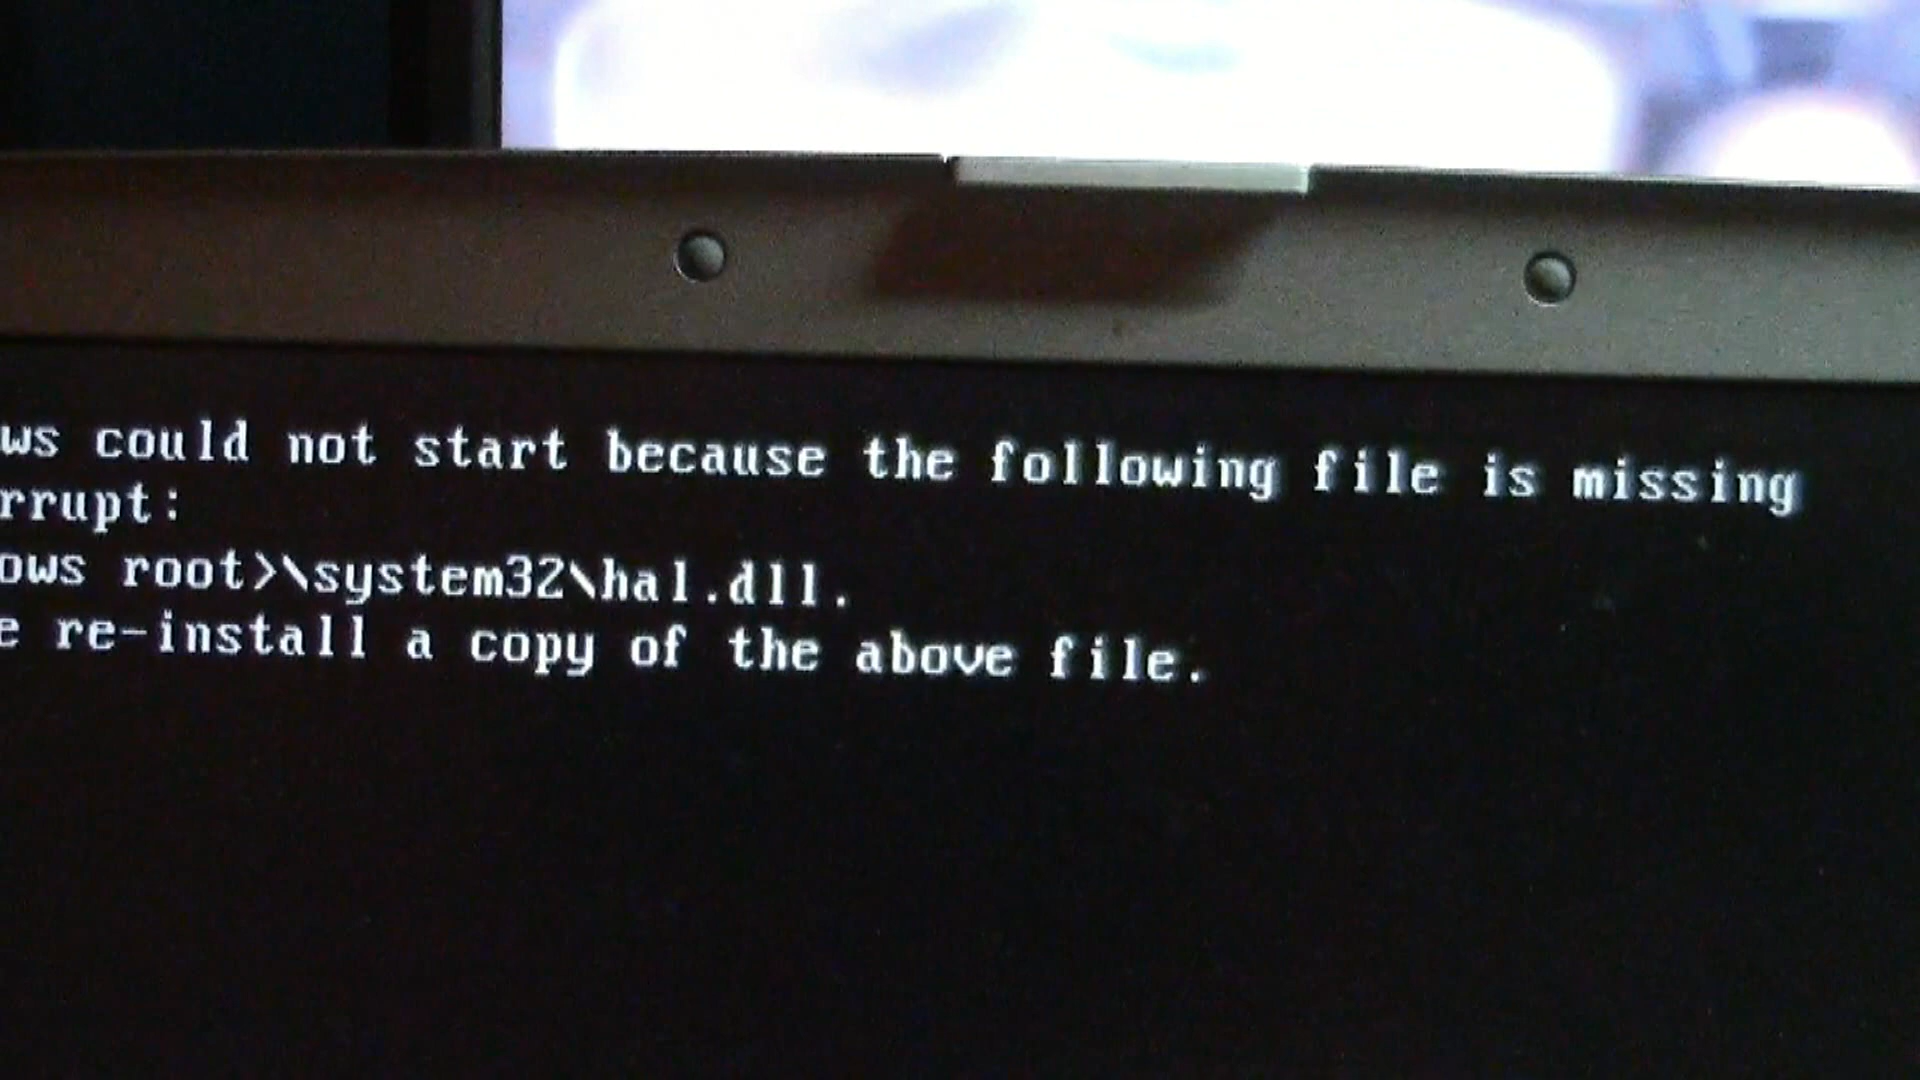 ws could not start because the following file is missing
rrupt:
ows root>\system32\hal.dll.
e re-install a copy of the above file.